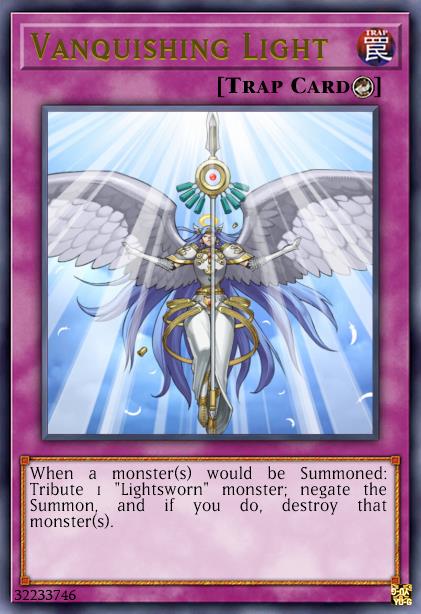 VANQUISHING LIGHT
TRAP
罠
[TRAP CARD]
When a monster(s) would be Summoned:
Tribute 1 "Lightsworn" monster; negate the
Summon, and if you do, destroy that
monster(s).
32233746